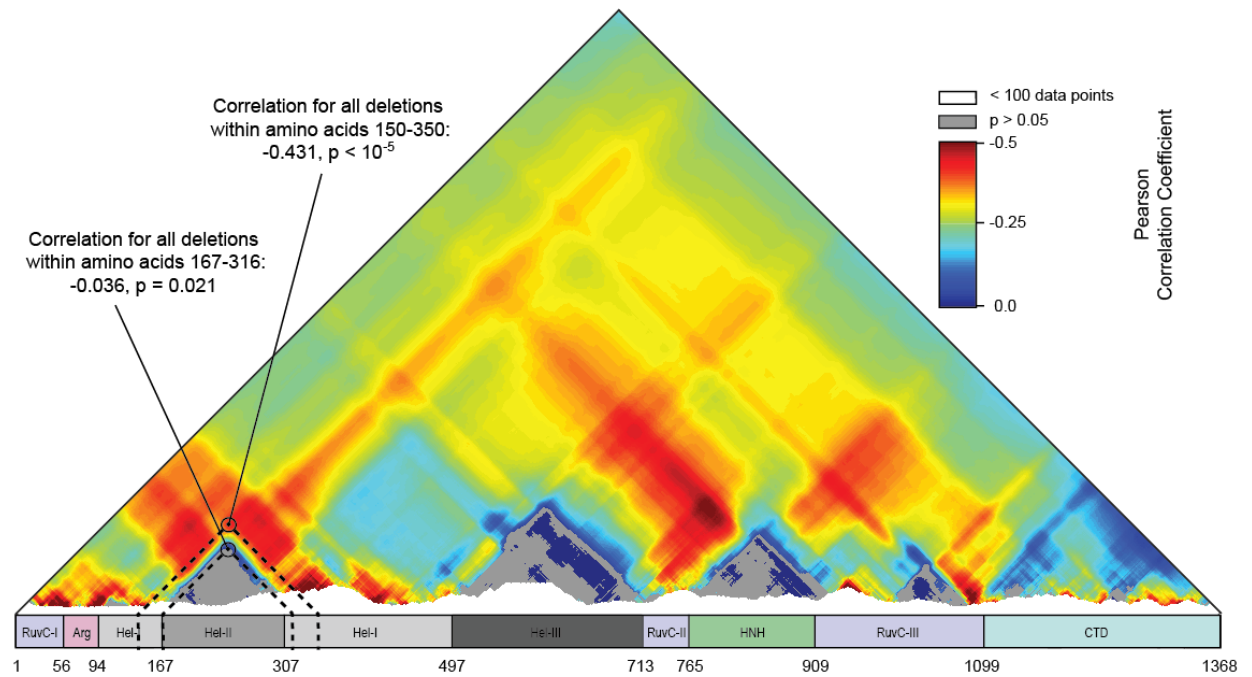 Correlation for all deletions
within amino acids 150-350:
-0.431, p < 10-5
Correlation for all deletions
within amino acids 167-316:
-0.036, p = 0.021
< 100 data points
p > 0.05
-0.5
-0.25
0.0
Pearson
Correlation Coefficient
RuvC-I Arg Hel-I Hel-II Hel-I Hel-III RuvC-II HNH RuvC-III CTD
1 56 94 167 307 497 713 765 909 1099 1368